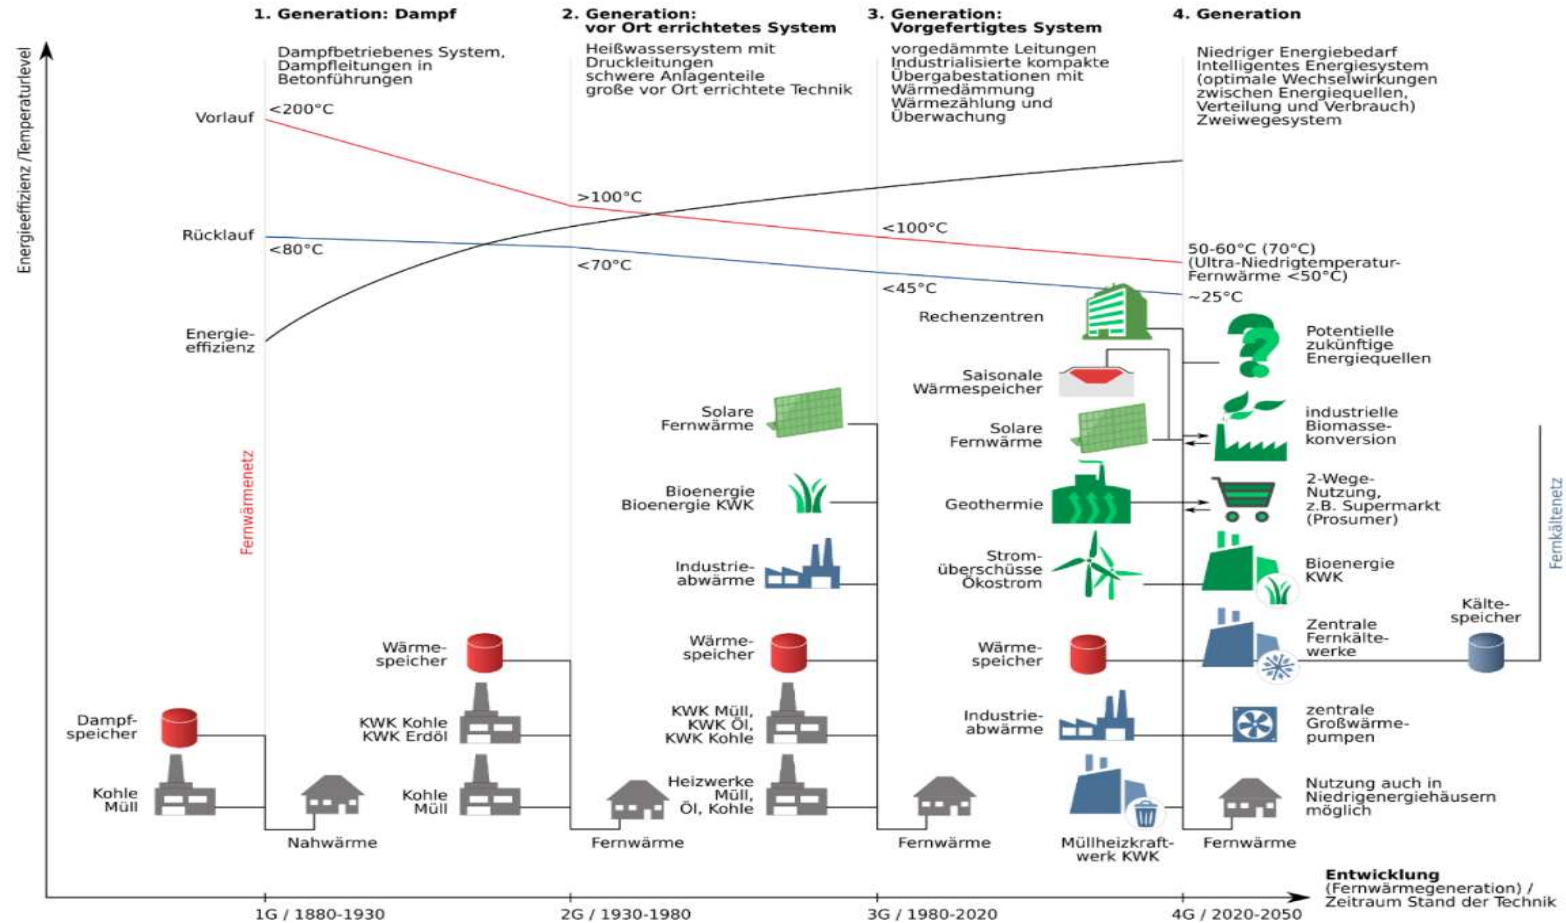 1. Generation: Dampf
Dampfbetriebenes System,
Dampfleitungen in
Betonführungen
2. Generation:
vor Ort errichtetes System
Heißwassersystem mit
Druckleitungen
schwere Anlagenteile
große vor Ort errichtete Technik
3. Generation:
Vorgefertigtes System
vorgedämmte Leitungen
Industrialisierte kompakte
Übergabestationen mit
Wärmedämmung
Wärmezählung und
Überwachung
4. Generation
Niedriger Energiebedarf
Intelligentes Energiesystem
(optimale Wechselwirkungen
zwischen Energiequellen,
Verteilung und Verbrauch)
Zweiwegesystem
Energieeffizienz /Temperaturlevel
Vorlauf
<200°C
>100°C
<100°C
50-60°C (70°C)
(Ultra-Niedrigtemperatur-
Fernwärme <50°C)
Rücklauf
<80°C
<70°C
<45°C
~25°C
Energie-
effizienz
Fernwärmenetz
Dampf-
speicher
Kohle
Müll
Nahwärme
Wärme-
speicher
KWK Kohle
KWK Erdöl
Kohle
Müll
Fernwärme
Solare
Fernwärme
Bioenergie
Bioenergie KWK
Industrie-
abwärme
Wärme-
speicher
KWK Müll,
KWK Öl,
KWK Kohle
Heizwerke
Müll,
Öl, Kohle
Fernwärme
Rechenzentren
Saisonale
Wärmespeicher
Solare
Fernwärme
Geothermie
Strom-
überschüsse
Ökostrom
Wärme-
speicher
Industrie-
abwärme
Müllheizkraft-
werk KWK
Potentielle
zukünftige
Energiequellen
industrielle
Biomasse-
konversion
2-Wege-
Nutzung,
z.B. Supermarkt
(Prosumer)
Bioenergie
KWK
Zentrale
Fernkälte-
werke
zentrale
Großwärme-
pumpen
Nutzung auch in
Niedrigenergiehäusern
möglich
Fernwärme
Kälte-
speicher
Fernkältenetz
1G / 1880-1930
2G / 1930-1980
3G / 1980-2020
4G / 2020-2050
Entwicklung
(Fernwärmegeneration) /
Zeitraum Stand der Technik